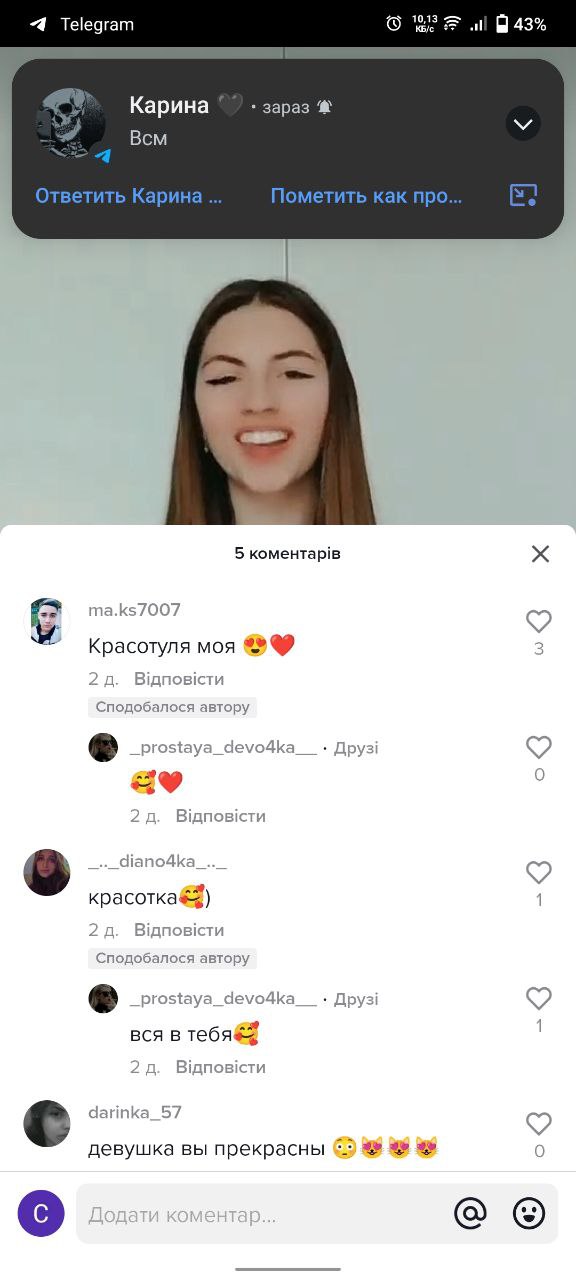 Telegram
10,13 КБ/с 43%
Карина 🖤 • зараз
Всм
Ответить Карина ... Пометить как про...
5 коментарів
ma.ks7007
Красотуля моя 😍❤️
3
2 д. Відповісти
Сподобалося автору
_prostaya_devo4ka__ · Друзі
🥰❤️
0
2 д. Відповісти
_.._diano4ka_.._
красотка🥰)
1
2 д. Відповісти
Сподобалося автору
_prostaya_devo4ka__ · Друзі
вся в тебя🥰
1
2 д. Відповісти
darinka_57
девушка вы прекрасны 😳😻😻😻
0
С
Додати коментар...